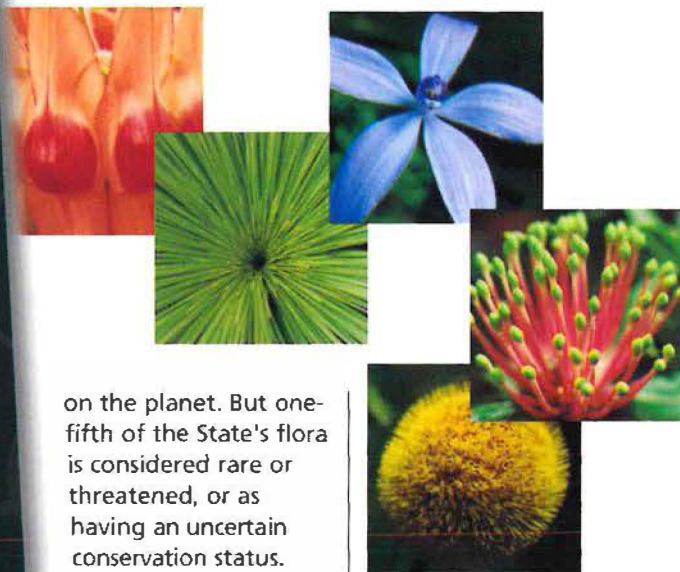 on the planet. But one-
fifth of the State's flora
is considered rare or
threatened, or as
having an uncertain
conservation status.